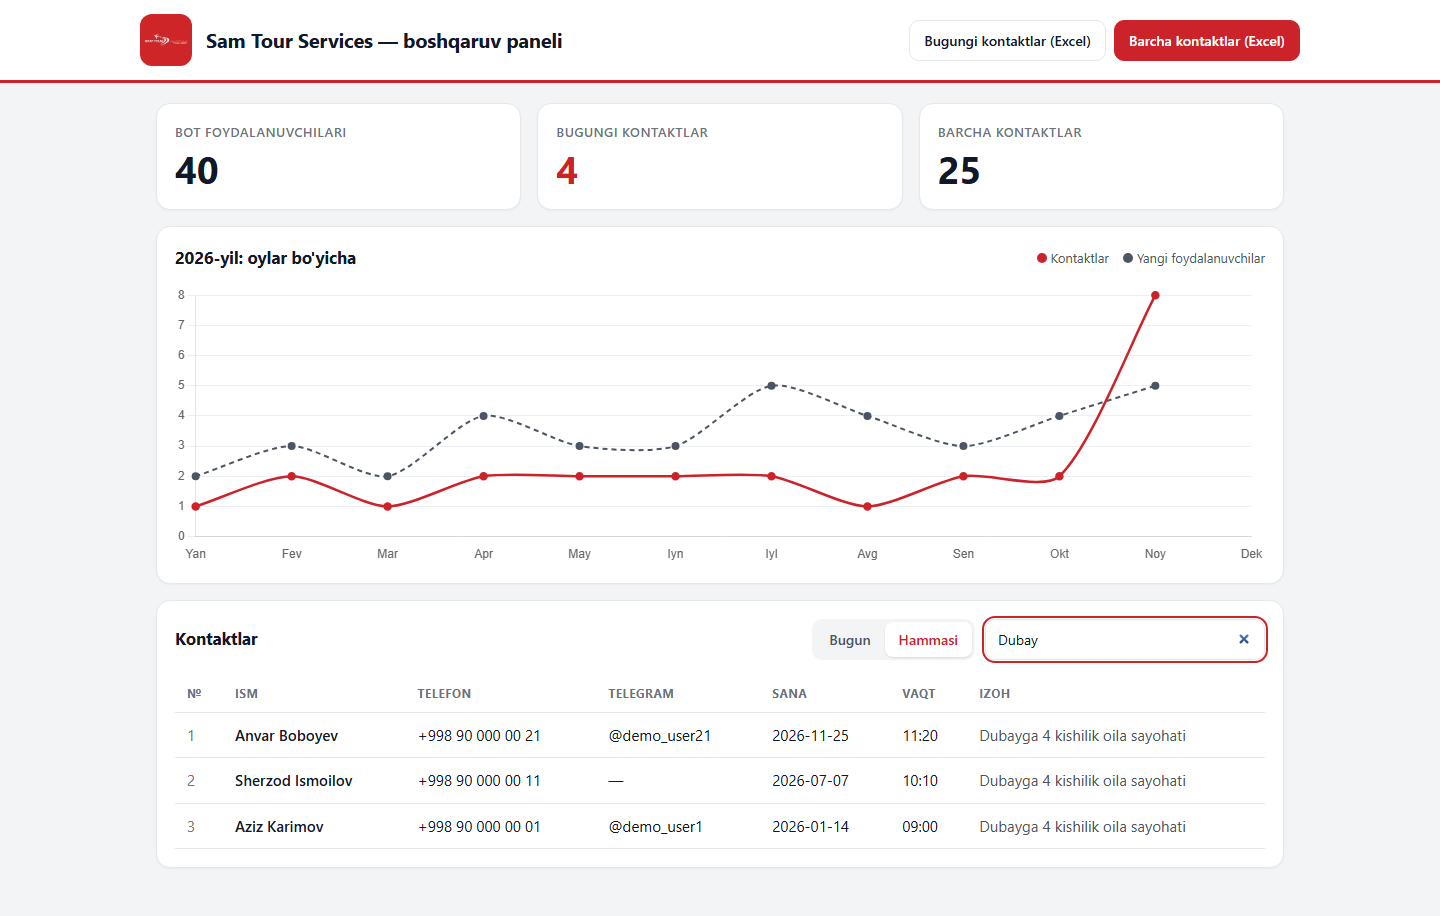 Sam Tour Services — boshqaruv paneli
Bugungi kontaktlar (Excel)
Barcha kontaktlar (Excel)
BOT FOYDALANUVCHILARI
40
BUGUNGI KONTAKTLAR
4
BARCHA KONTAKTLAR
25
2026-yil: oylar bo'yicha
Kontaktlar
Yangi foydalanuvchilar
8
7
6
5
4
3
2
1
0
Yan Fev Mar Apr May Iyn Iyl Avg Sen Okt Noy Dek
Kontaktlar
Bugun
Hammasi
Dubay
№ ISM TELEFON TELEGRAM SANA VAQT IZOH
1 Anvar Boboyev +998 90 000 00 21 @demo_user21 2026-11-25 11:20 Dubayga 4 kishilik oila sayohati
2 Sherzod Ismoilov +998 90 000 00 11 — 2026-07-07 10:10 Dubayga 4 kishilik oila sayohati
3 Aziz Karimov +998 90 000 00 01 @demo_user1 2026-01-14 09:00 Dubayga 4 kishilik oila sayohati